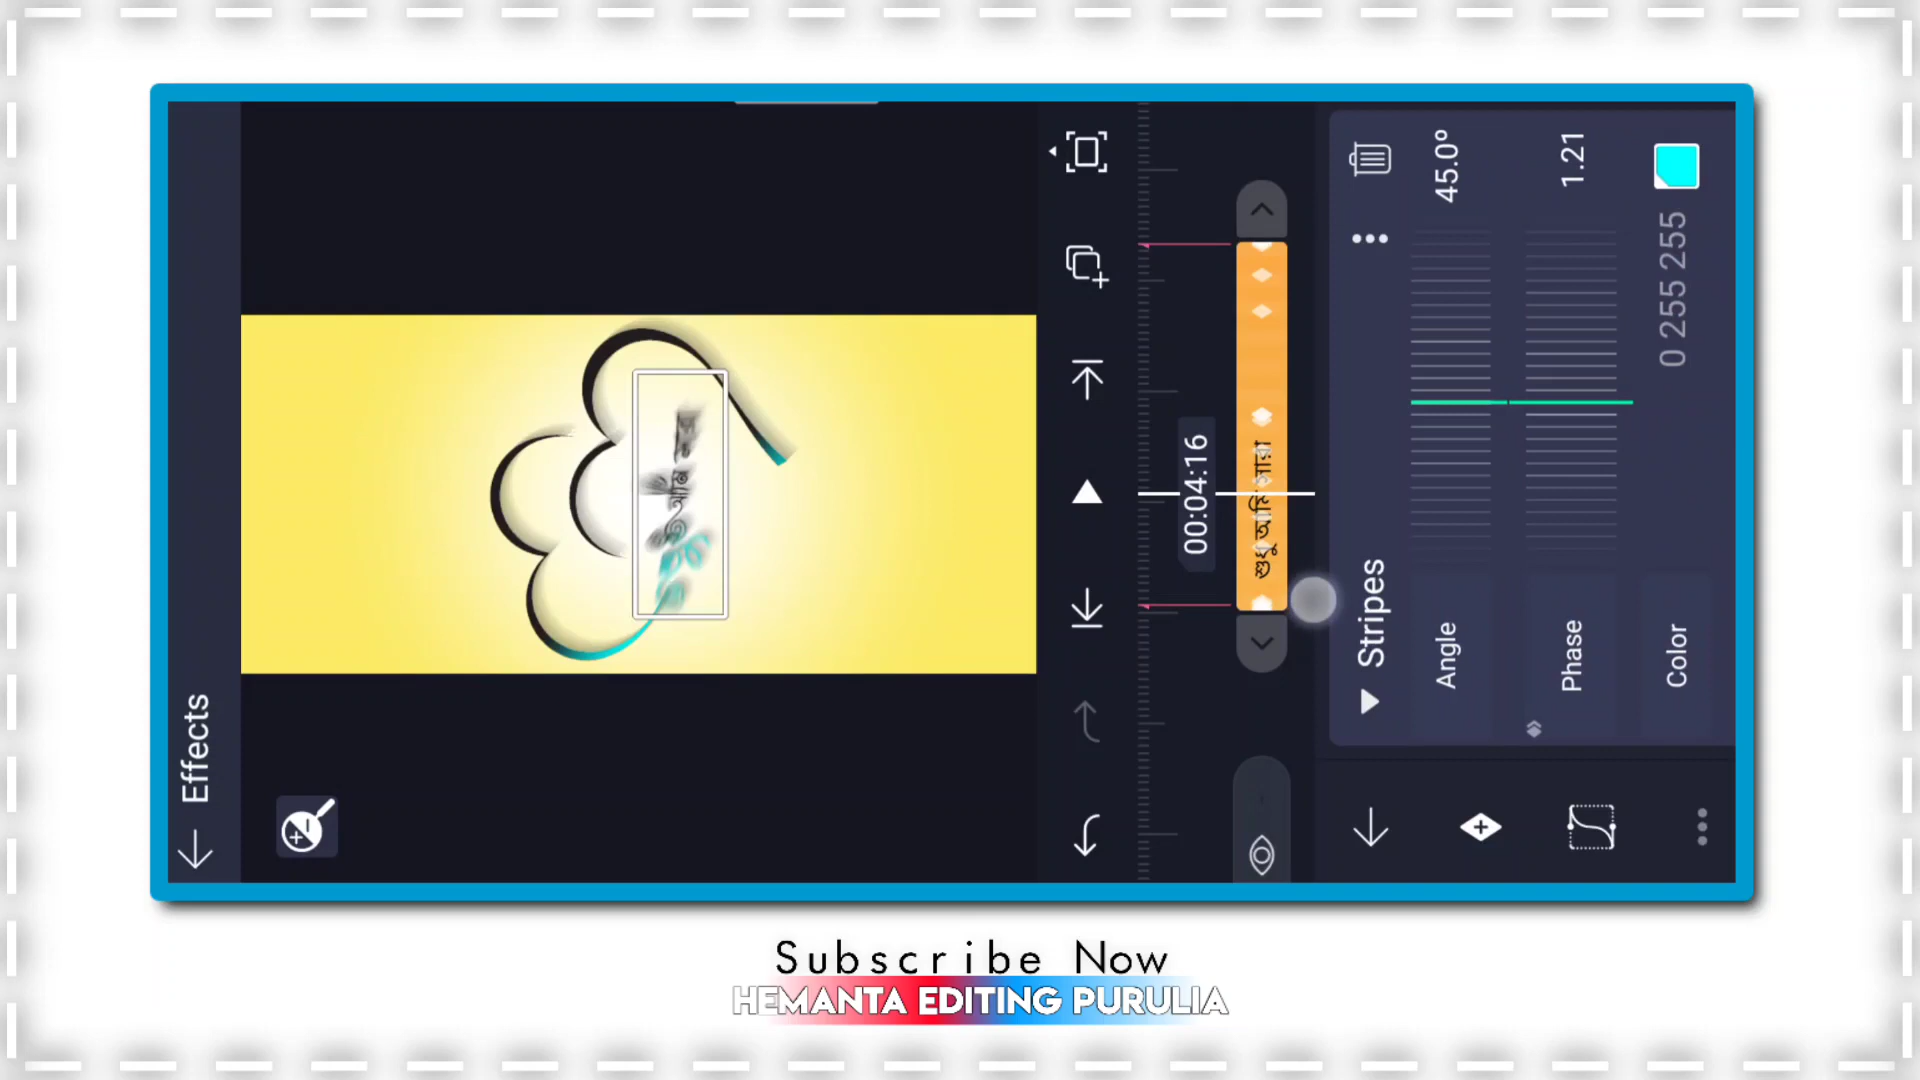 Effects
00:04:16
শুধু আমি সারা
Stripes
Angle
45.0°
Phase
1.21
Color
0 255 255
Subscribe Now
HEMANTA EDITING PURULIA